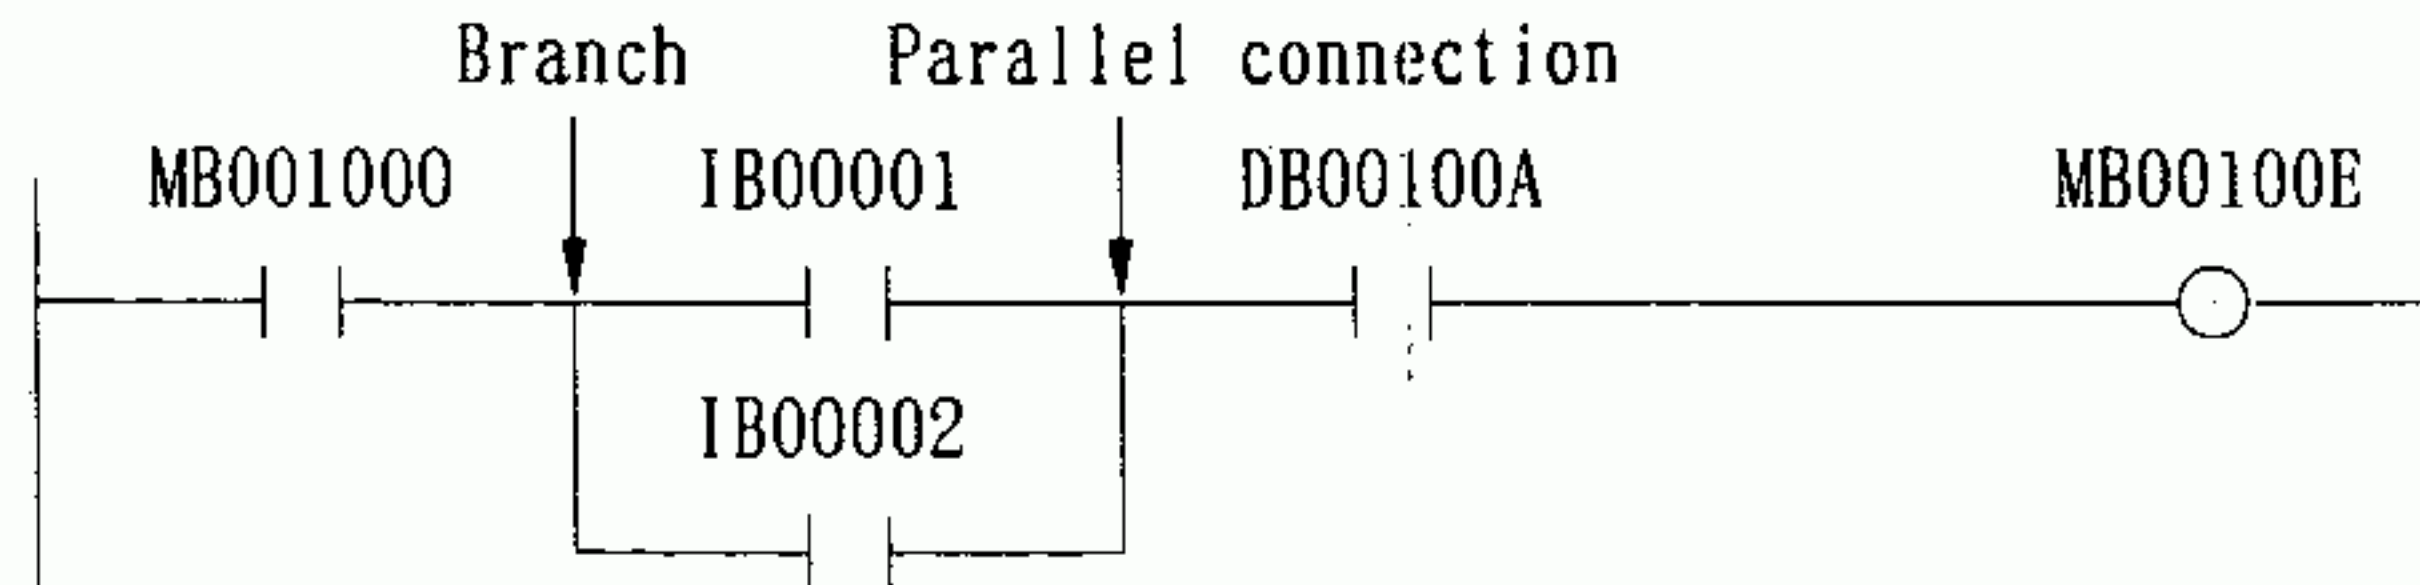 Branch Parallel connection
MB001000 IB00001 DB00100A MB00100E
IB00002